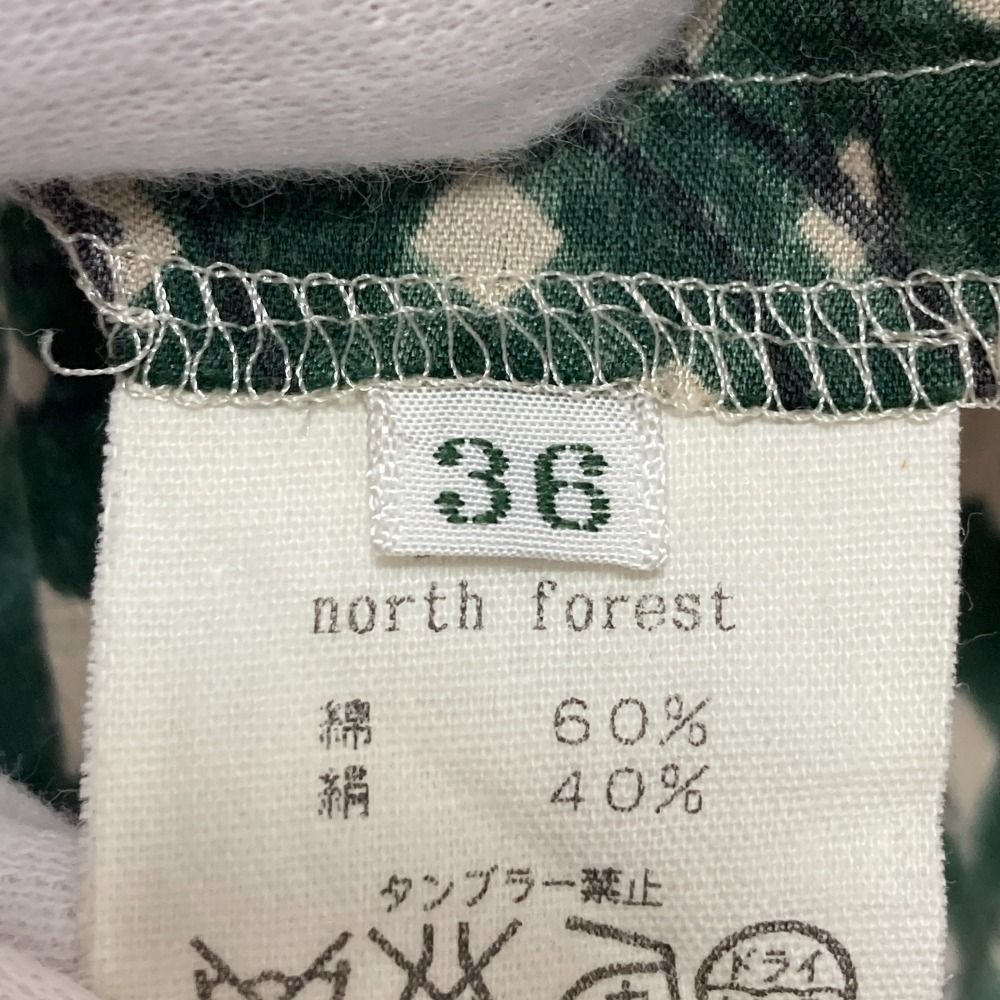 36
north forest
綿 60%
絹 40%
タンブラー禁止
ドライ